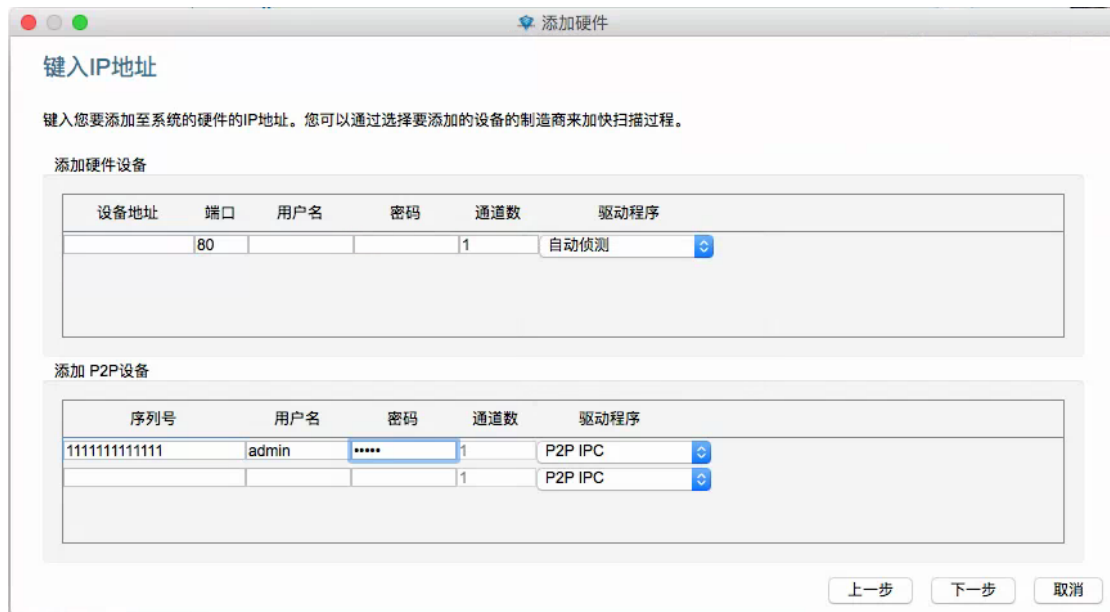 添加硬件
键入IP地址
键入您要添加至系统的硬件的IP地址。您可以通过选择要添加的设备的制造商来加快扫描过程。
添加硬件设备
设备地址 端口 用户名 密码 通道数 驱动程序
80 1 自动侦测
添加 P2P设备
序列号 用户名 密码 通道数 驱动程序
1111111111111 admin ••••• 1 P2P IPC
1 P2P IPC
上一步 下一步 取消